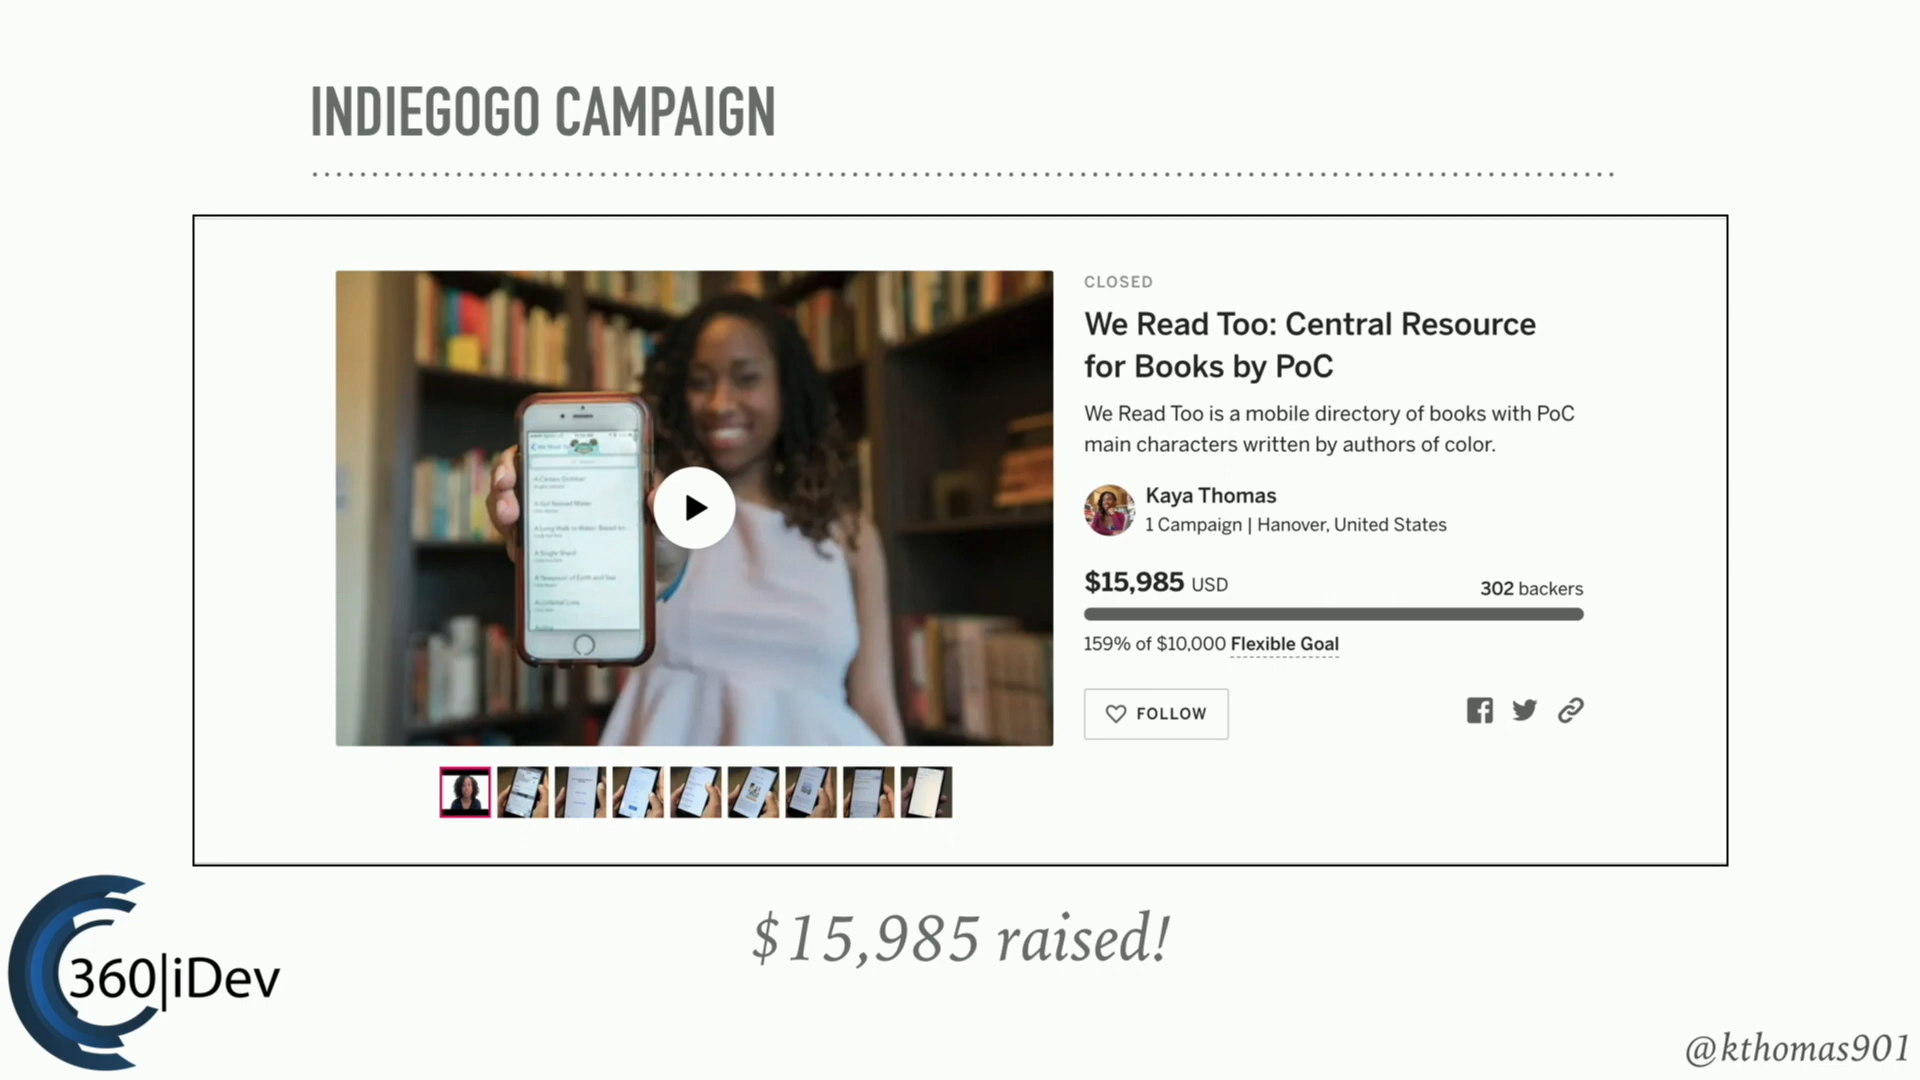 INDIEGOGO CAMPAIGN
CLOSED
We Read Too: Central Resource
for Books by PoC
We Read Too is a mobile directory of books with PoC
main characters written by authors of color.
Kaya Thomas
1 Campaign | Hanover, United States
$15,985 USD
302 backers
159% of $10,000 Flexible Goal
FOLLOW
$15,985 raised!
360|iDev
@kthomas901